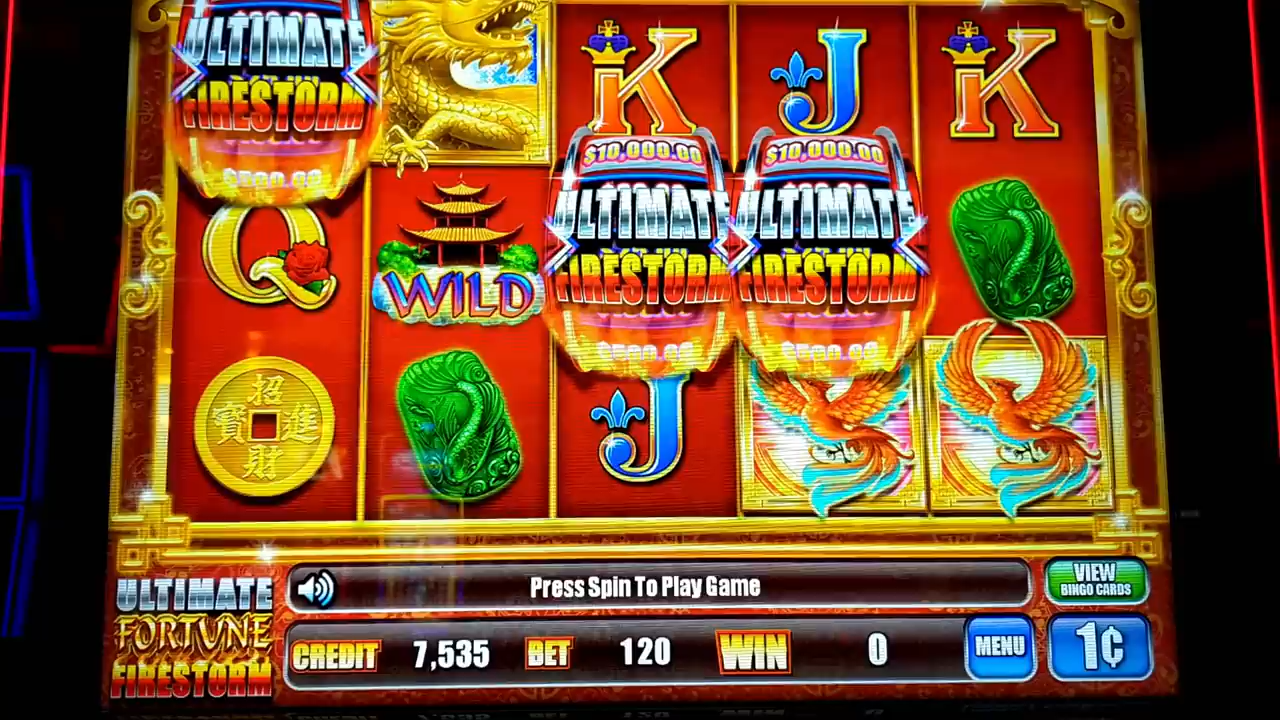 ULTIMATE
FIRESTORM
K
J
K
$10,000.00
ULTIMATE
FIRESTORM
$10,000.00
ULTIMATE
FIRESTORM
Q
WILD
招
寶 進
財
J
Press Spin To Play Game
VIEW
BINGO CARDS
ULTIMATE
FORTUNE
FIRESTORM
CREDIT 7,535 BET 120 WIN 0 MENU 1¢